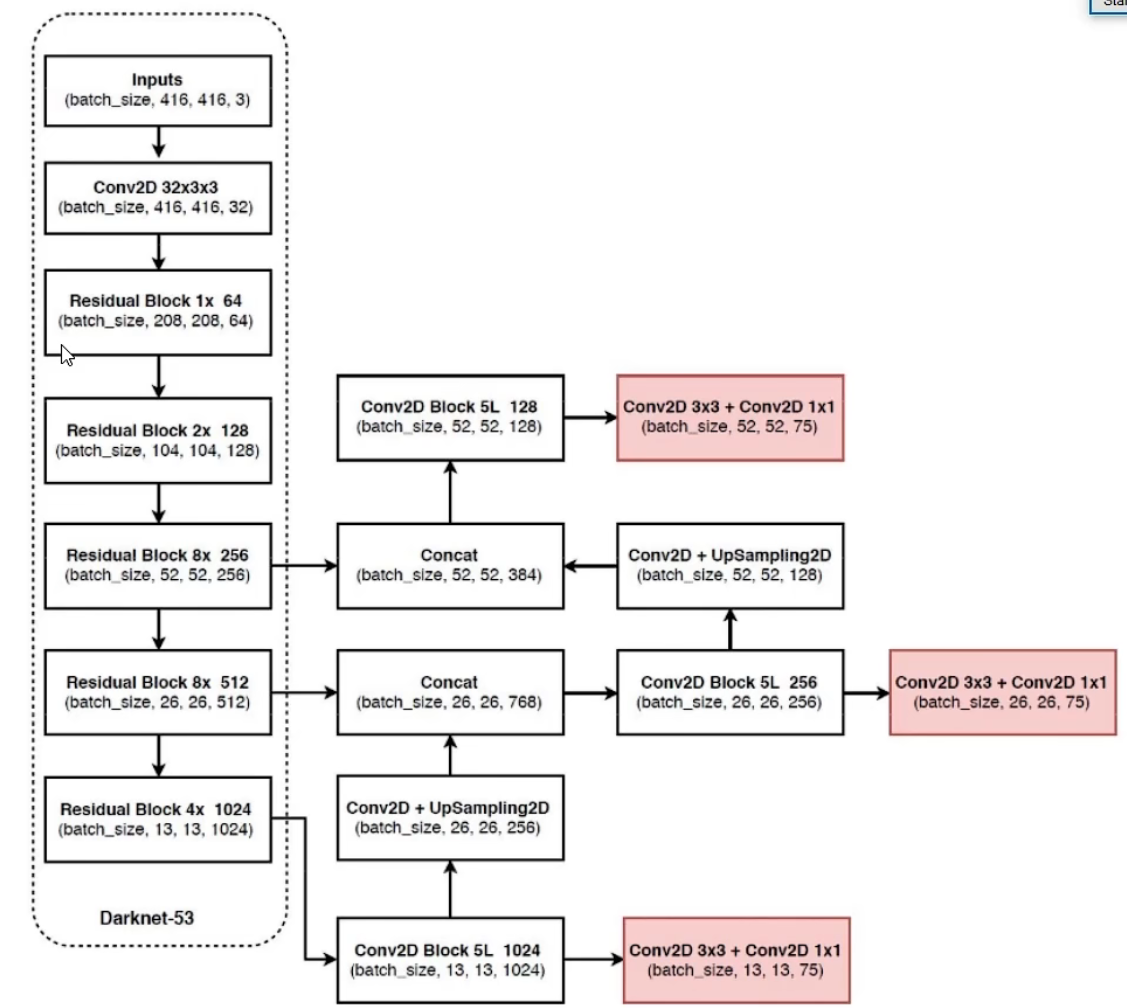 Inputs
(batch_size, 416, 416, 3)
Conv2D 32x3x3
(batch_size, 416, 416, 32)
Residual Block 1x 64
(batch_size, 208, 208, 64)
Residual Block 2x 128
(batch_size, 104, 104, 128)
Residual Block 8x 256
(batch_size, 52, 52, 256)
Residual Block 8x 512
(batch_size, 26, 26, 512)
Residual Block 4x 1024
(batch_size, 13, 13, 1024)
Darknet-53
Conv2D Block 5L 128
(batch_size, 52, 52, 128)
Conv2D 3x3 + Conv2D 1x1
(batch_size, 52, 52, 75)
Concat
(batch_size, 52, 52, 384)
Conv2D + UpSampling2D
(batch_size, 52, 52, 128)
Concat
(batch_size, 26, 26, 768)
Conv2D Block 5L 256
(batch_size, 26, 26, 256)
Conv2D 3x3 + Conv2D 1x1
(batch_size, 26, 26, 75)
Conv2D + UpSampling2D
(batch_size, 26, 26, 256)
Conv2D Block 5L 1024
(batch_size, 13, 13, 1024)
Conv2D 3x3 + Conv2D 1x1
(batch_size, 13, 13, 75)